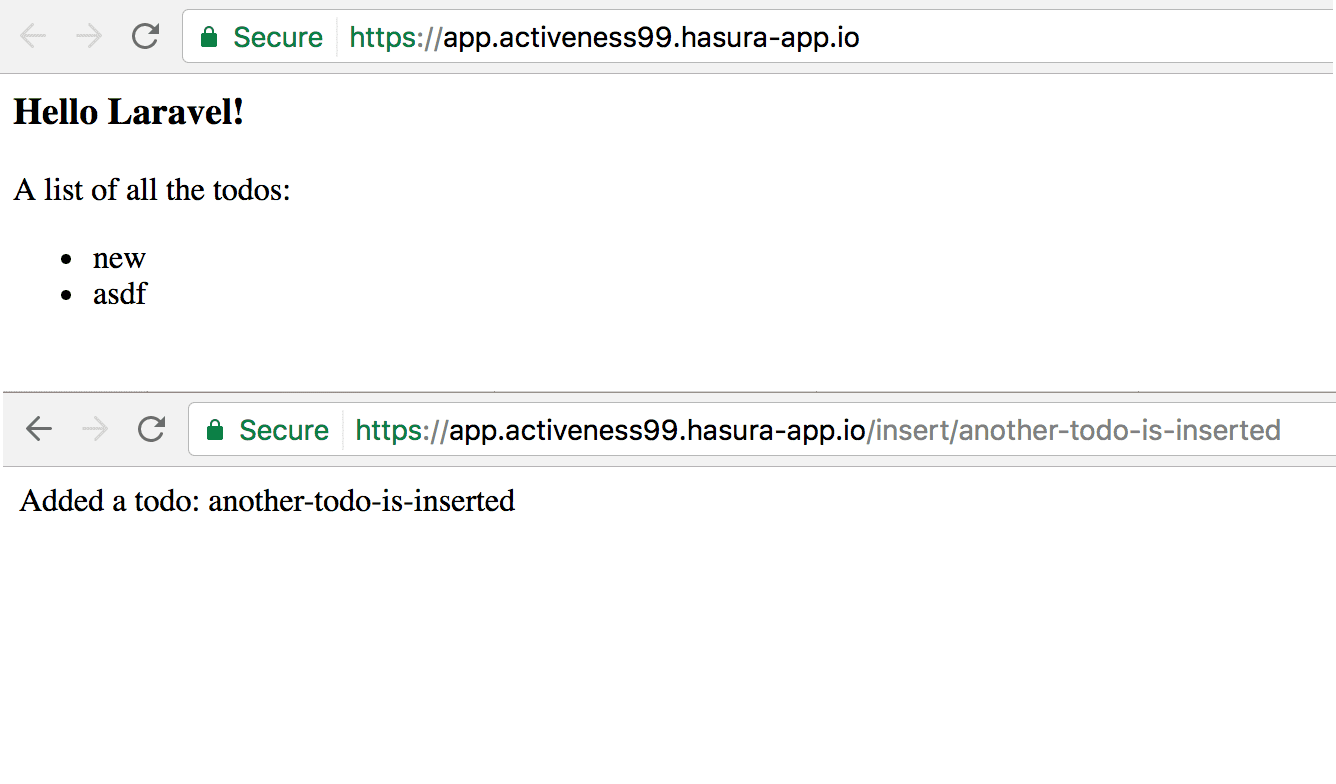 Secure https://app.activeness99.hasura-app.io
Hello Laravel!
A list of all the todos:
new
asdf
Secure https://app.activeness99.hasura-app.io/insert/another-todo-is-inserted
Added a todo: another-todo-is-inserted